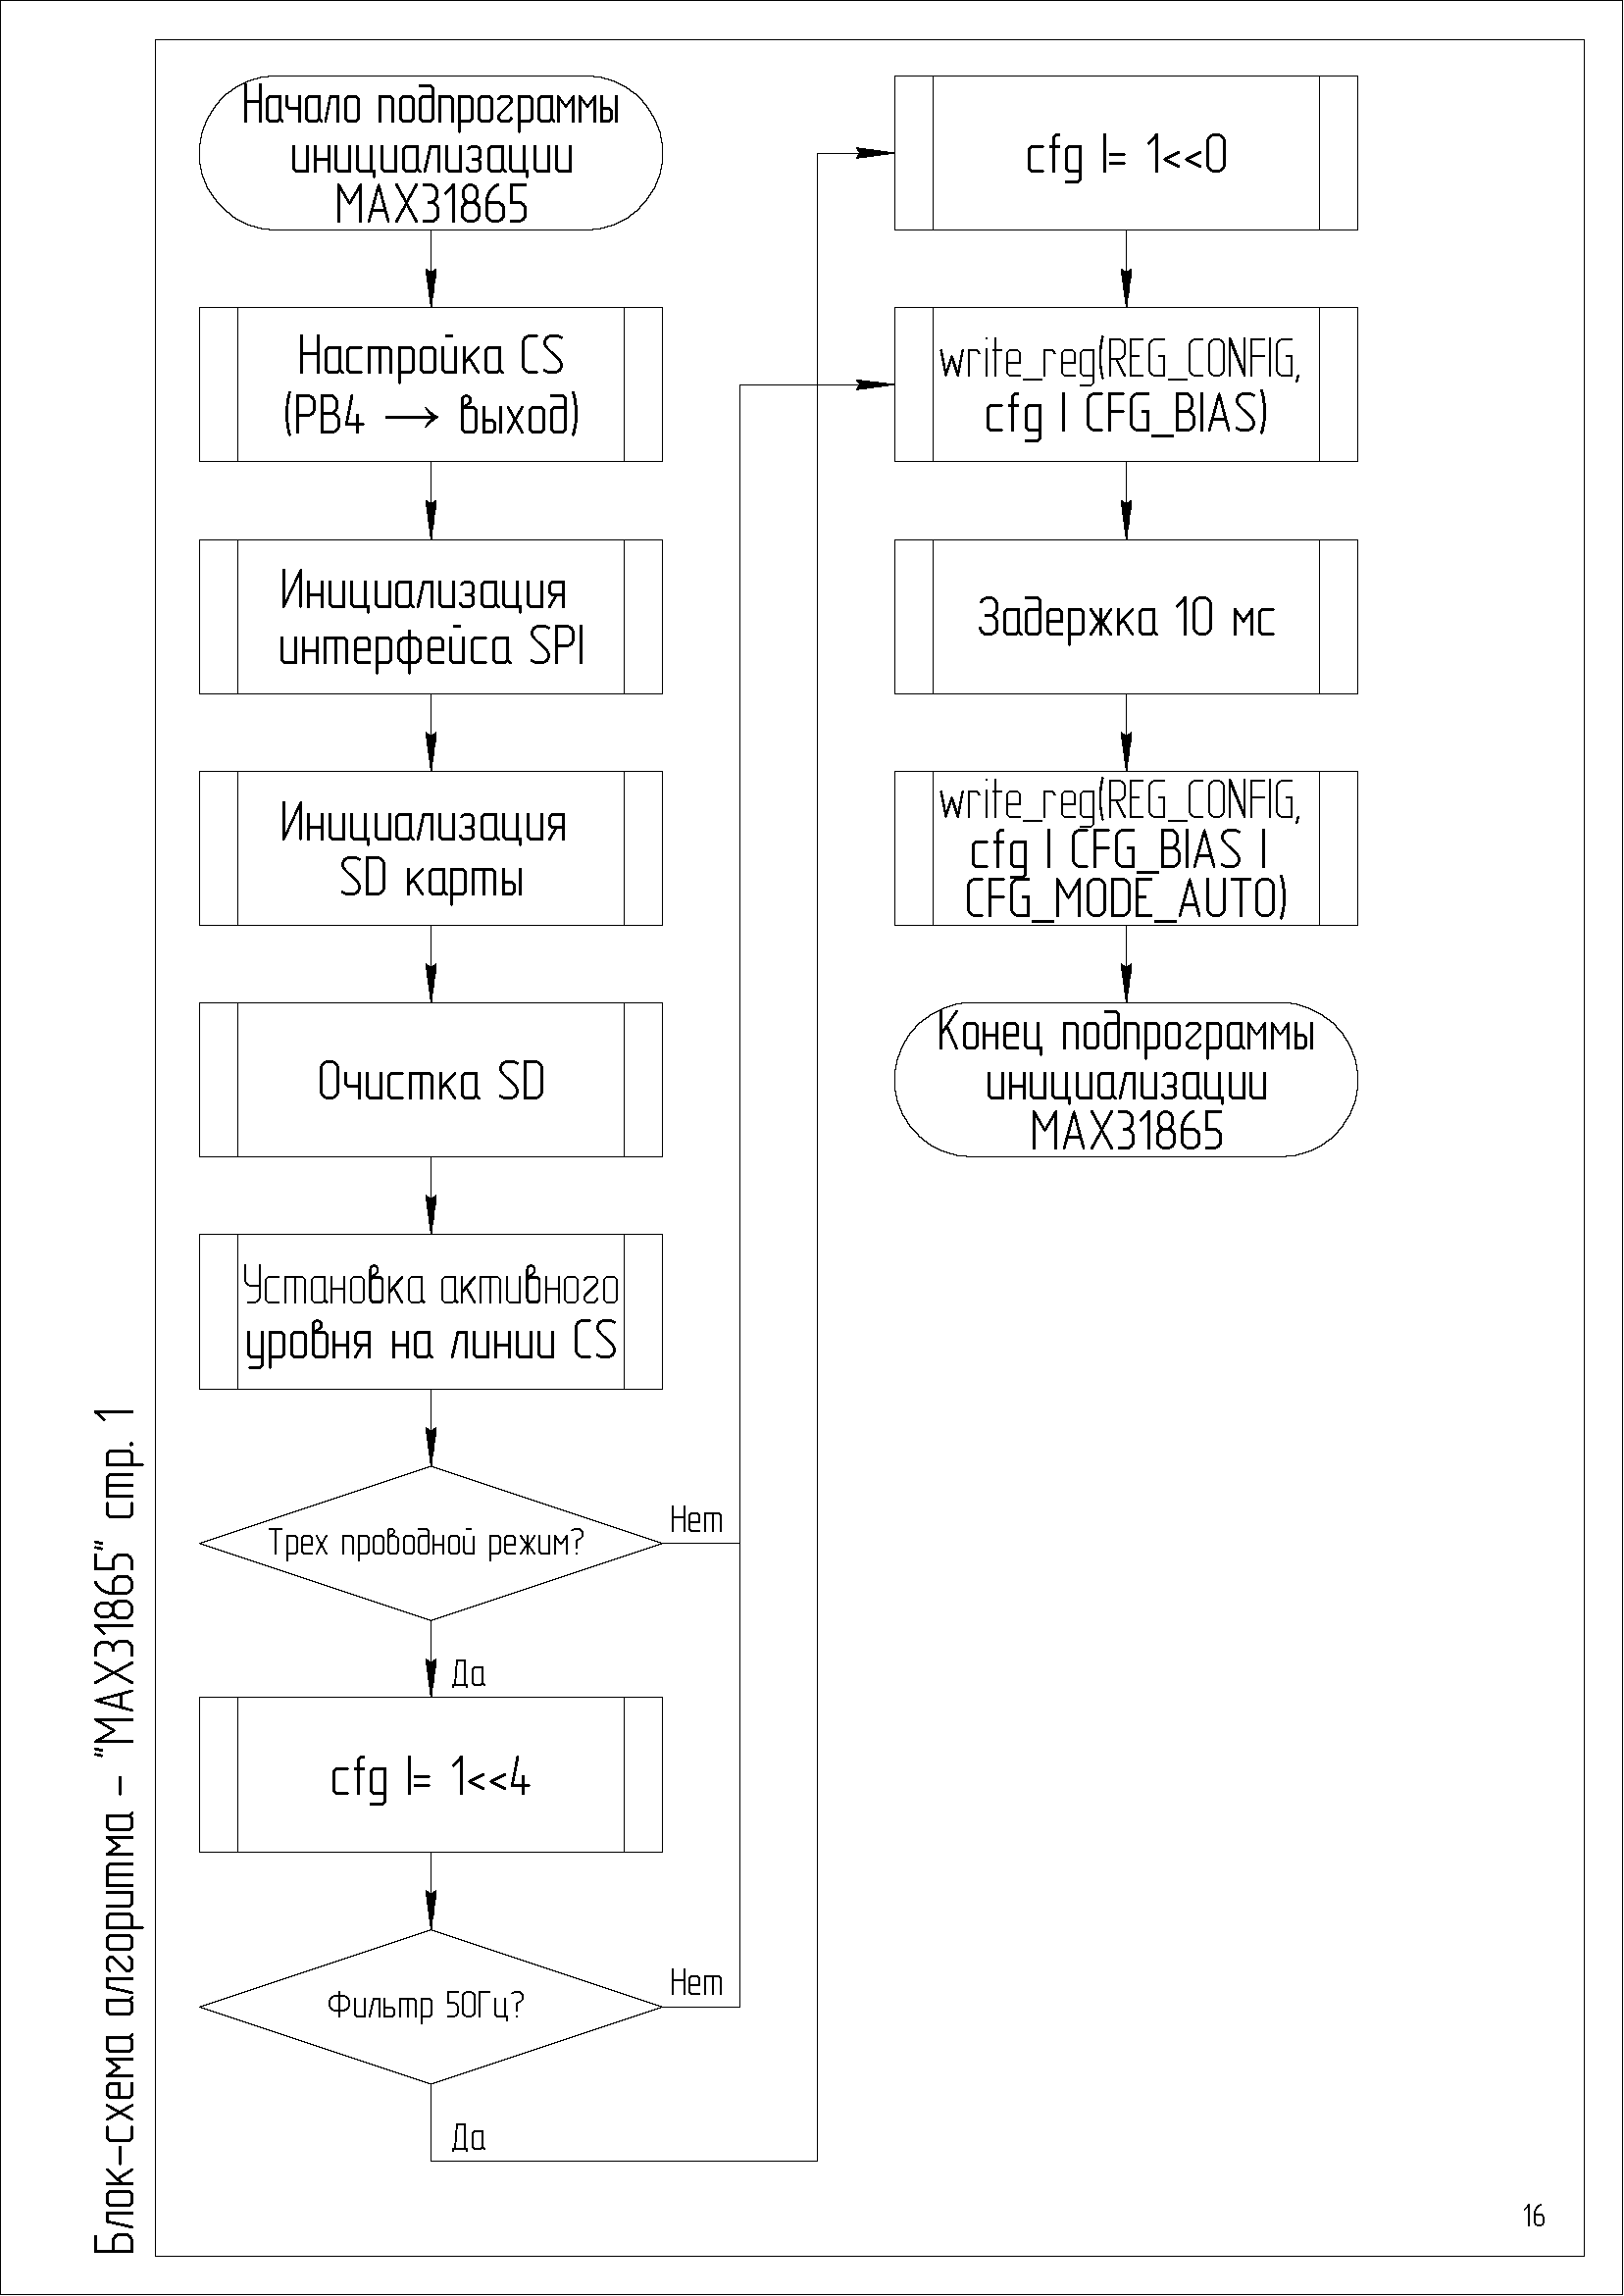 Блок-схема алгоритма - "MAX31865" стр. 1
Начало подпрограммы
инициализации
MAX31865
Настройка CS
(PB4 → выход)
Инициализация
интерфейса SPI
Инициализация
SD карты
Очистка SD
Установка активного
уровня на линии CS
Трех проводной режим?
Нет
Да
cfg |= 1<<4
Фильтр 50Гц?
Нет
Да
cfg |= 1<<0
write_reg(REG_CONFIG,
cfg | CFG_BIAS)
Задержка 10 мс
write_reg(REG_CONFIG,
cfg | CFG_BIAS |
CFG_MODE_AUTO)
Конец подпрограммы
инициализации
MAX31865
16